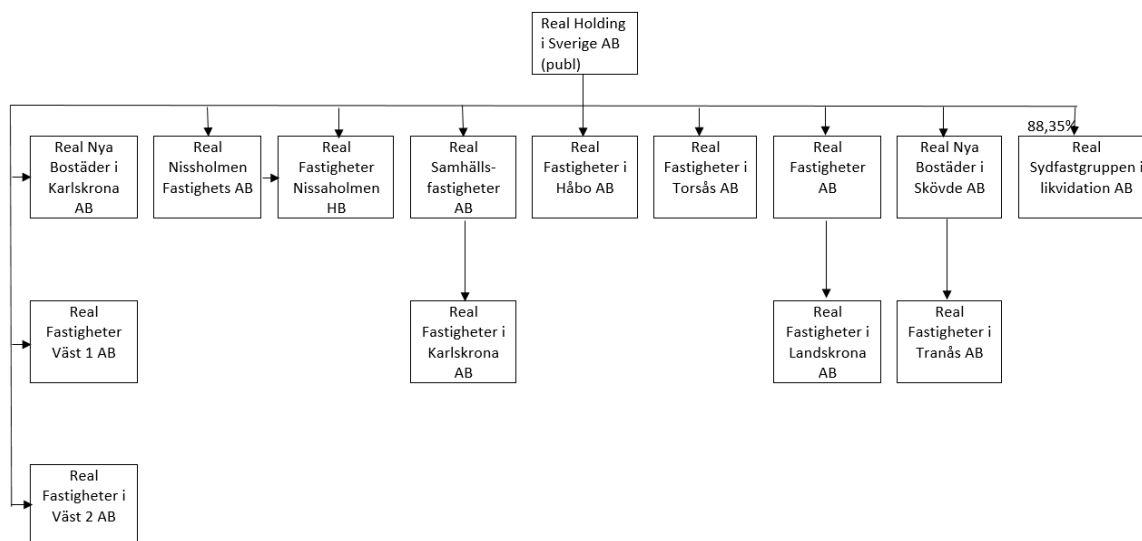 Real Holding
i Sverige AB
(publ)
88,35%
Real Nya
Bostäder i
Karlskrona
AB
Real
Nissholmen
Fastighets AB
Real
Fastigheter
Nissaholmen
HB
Real
Samhälls-
fastigheter
AB
Real
Fastigheter i
Håbo AB
Real
Fastigheter i
Torsås AB
Real
Fastigheter
AB
Real Nya
Bostäder i
Skövde AB
Real
Sydfastgruppen i
likvidation AB
Real
Fastigheter
Väst 1 AB
Real
Fastigheter i
Karlskrona
AB
Real
Fastigheter i
Landskrona
AB
Real
Fastigheter i
Tranås AB
Real
Fastigheter i
Väst 2 AB